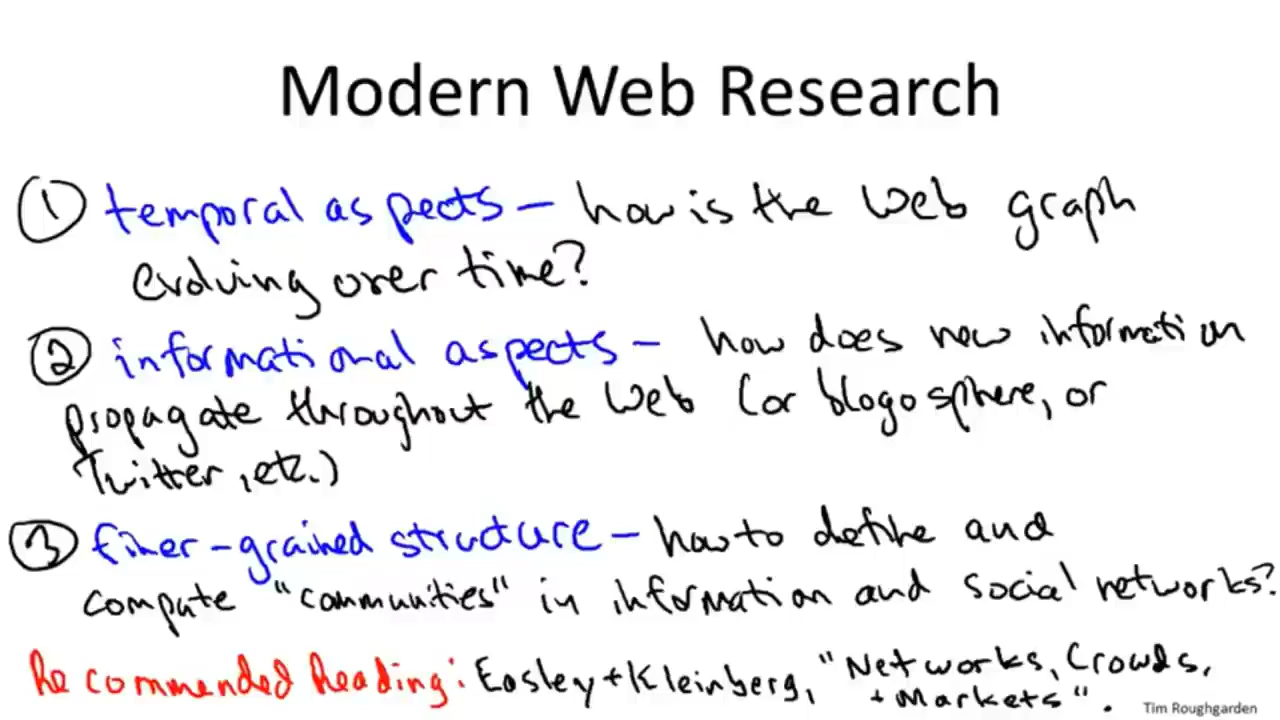 Modern Web Research
① temporal aspects – how is the web graph
evolving over time?
② informational aspects – how does new information
propagate throughout the Web (or blogosphere, or
Twitter, etc.)
③ finer-grained structure – how to define and
compute "communities" in information and social networks?
Recommended Reading: Easley + Kleinberg, "Networks, Crowds,
+ Markets".
Tim Roughgarden